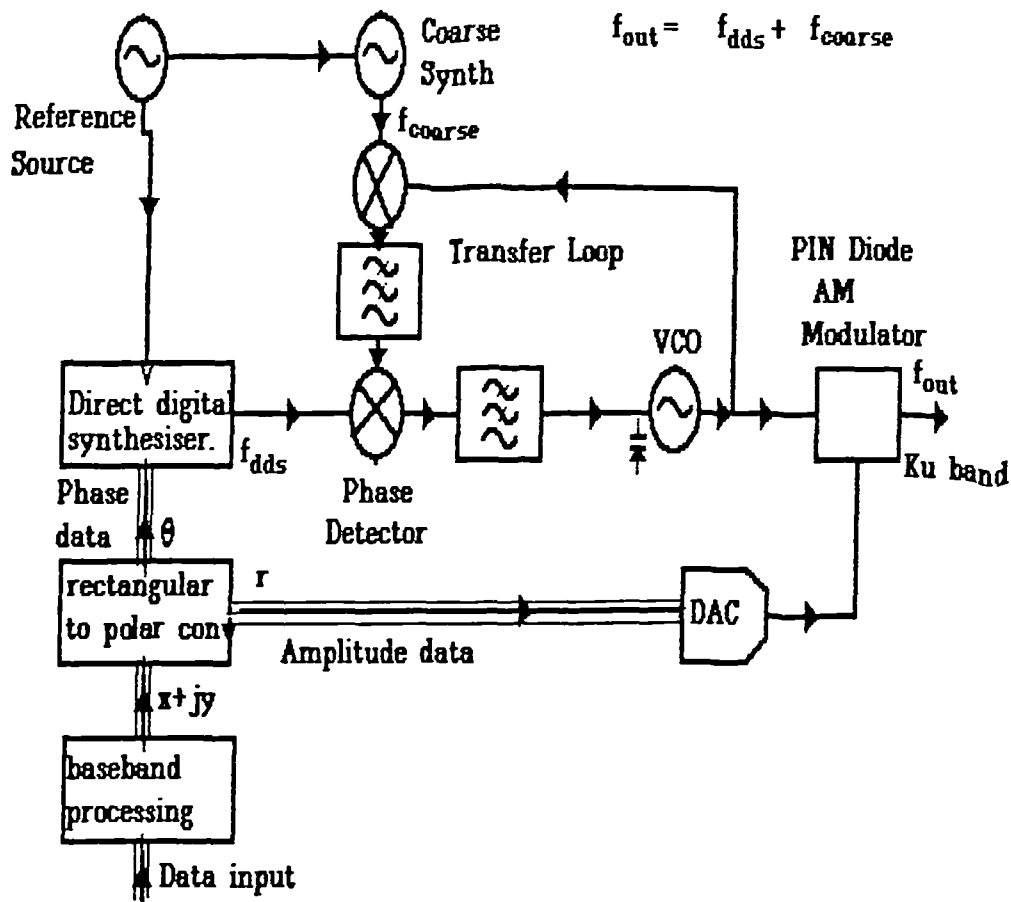 Coarse
Synth
f_out = f_dds + f_coarse
Reference
Source
f_coarse
Transfer Loop
PIN Diode
AM
Modulator
VCO
f_out
Ku band
Direct digital
synthesiser.
f_dds
Phase
Detector
Phase
data
θ
rectangular
to polar conv
r
Amplitude data
DAC
x+jy
baseband
processing
Data input